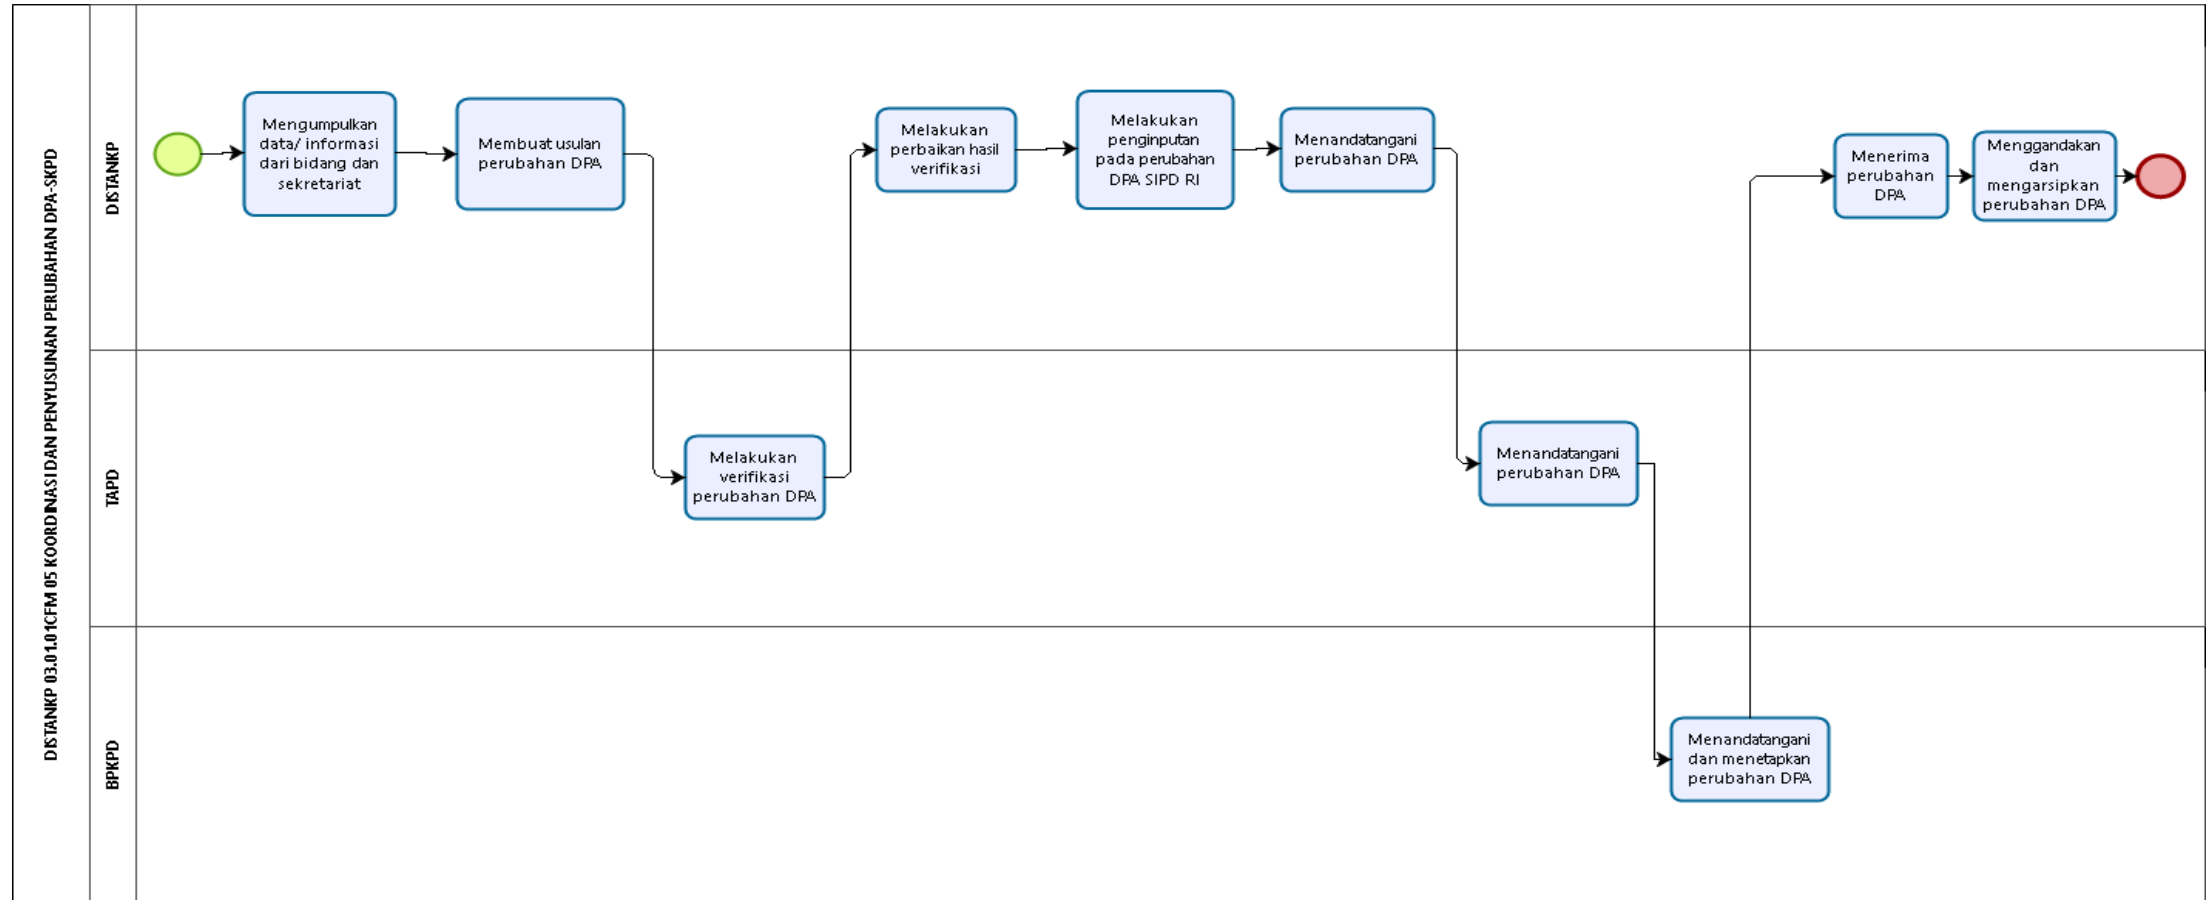 DISTANKP 03.01.01CFM 05 KOORDINASI DAN PENYUSUNAN PERUBAHAN DPA-SKPD
DISTANKP
Mengumpulkan
data/ informasi
dari bidang dan
sekretariat
Membuat usulan
perubahan DPA
Melakukan
perbaikan hasil
verifikasi
Melakukan
penginputan
pada perubahan
DPA SIPD RI
Menandatangani
perubahan DPA
Menerima
perubahan
DPA
Menggandakan
dan
mengarsipkan
perubahan DPA
TAPD
Melakukan
verifikasi
perubahan DPA
Menandatangani
perubahan DPA
BPKPD
Menandatangani
dan menetapkan
perubahan DPA